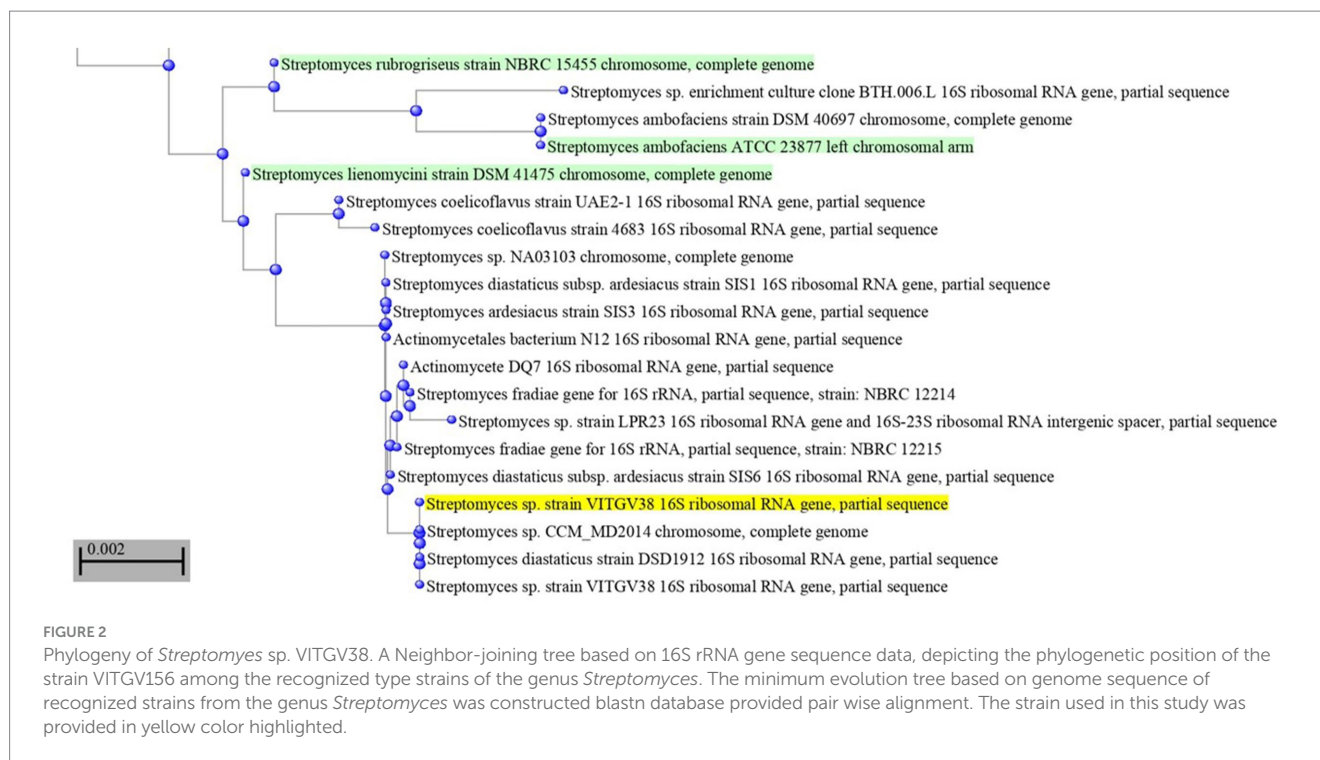 Streptomyces rubrogriseus strain NBRC 15455 chromosome, complete genome
Streptomyces sp. enrichment culture clone BTH.006.L 16S ribosomal RNA gene, partial sequence
Streptomyces ambofaciens strain DSM 40697 chromosome, complete genome
Streptomyces ambofaciens ATCC 23877 left chromosomal arm
Streptomyces lienomycini strain DSM 41475 chromosome, complete genome
Streptomyces coelicoflavus strain UAE2-1 16S ribosomal RNA gene, partial sequence
Streptomyces coelicoflavus strain 4683 16S ribosomal RNA gene, partial sequence
Streptomyces sp. NA03103 chromosome, complete genome
Streptomyces diastaticus subsp. ardesiacus strain SIS1 16S ribosomal RNA gene, partial sequence
Streptomyces ardesiacus strain SIS3 16S ribosomal RNA gene, partial sequence
Actinomycetales bacterium N12 16S ribosomal RNA gene, partial sequence
Actinomycete DQ7 16S ribosomal RNA gene, partial sequence
Streptomyces fradiae gene for 16S rRNA, partial sequence, strain: NBRC 12214
Streptomyces sp. strain LPR23 16S ribosomal RNA gene and 16S-23S ribosomal RNA intergenic spacer, partial sequence
Streptomyces fradiae gene for 16S rRNA, partial sequence, strain: NBRC 12215
Streptomyces diastaticus subsp. ardesiacus strain SIS6 16S ribosomal RNA gene, partial sequence
Streptomyces sp. strain VITGV38 16S ribosomal RNA gene, partial sequence
Streptomyces sp. CCM_MD2014 chromosome, complete genome
Streptomyces diastaticus strain DSD1912 16S ribosomal RNA gene, partial sequence
Streptomyces sp. strain VITGV38 16S ribosomal RNA gene, partial sequence
0.002
FIGURE 2
Phylogeny of Streptomyes sp. VITGV38. A Neighbor-joining tree based on 16S rRNA gene sequence data, depicting the phylogenetic position of the
strain VITGV156 among the recognized type strains of the genus Streptomyces. The minimum evolution tree based on genome sequence of
recognized strains from the genus Streptomyces was constructed blastn database provided pair wise alignment. The strain used in this study was
provided in yellow color highlighted.